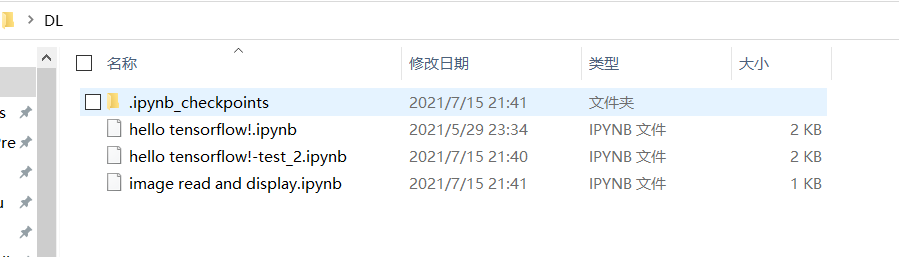 DL
名称 修改日期 类型 大小
.ipynb_checkpoints 2021/7/15 21:41 文件夹
s hello tensorflow!.ipynb 2021/5/29 23:34 IPYNB 文件 2 KB
re hello tensorflow!-test_2.ipynb 2021/7/15 21:40 IPYNB 文件 2 KB
image read and display.ipynb 2021/7/15 21:41 IPYNB 文件 1 KB